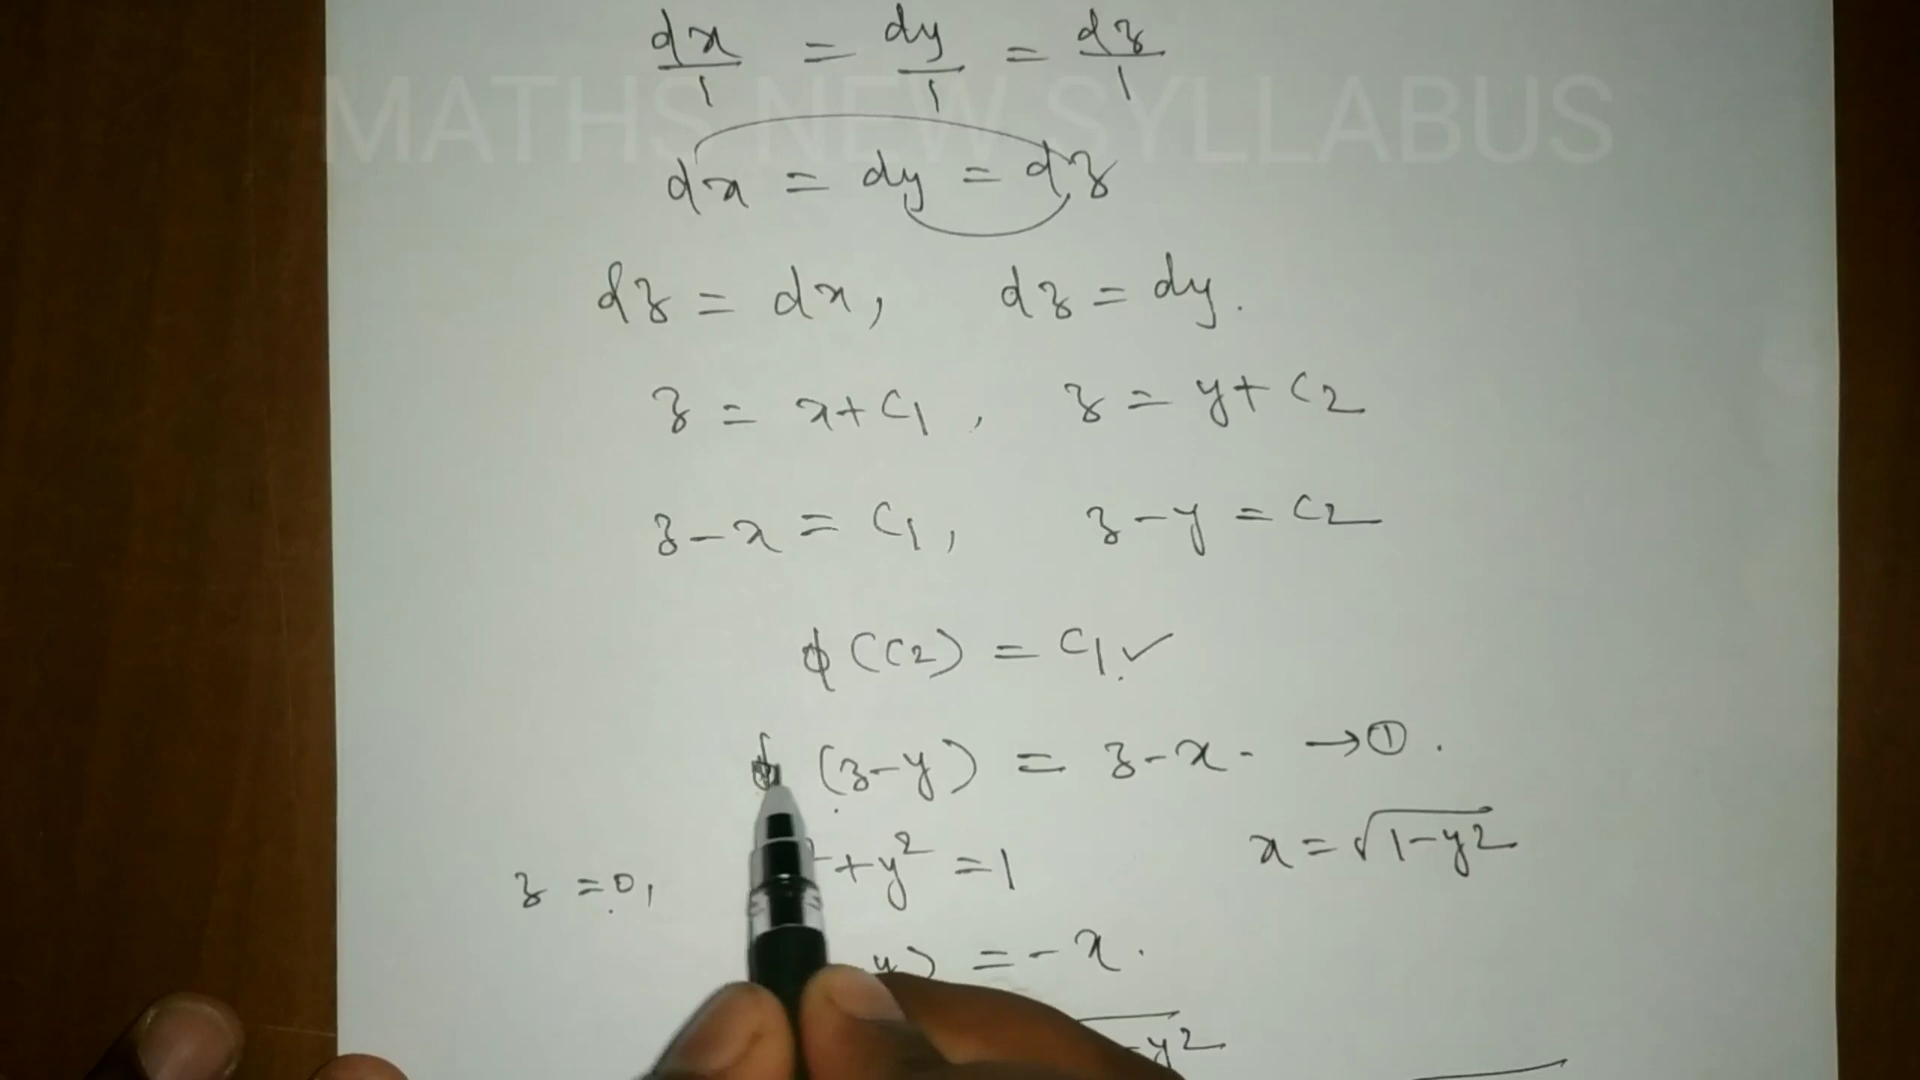 dx/1 = dy/1 = dz/1
MATHS NEW SYLLABUS
dx = dy = dz
dz = dx, dz = dy.
z = x+c1, z = y+c2
z-x = c1, z-y = c2
ϕ(c2) = c1 ✓
ϕ (z-y) = z-x. →①.
x = √1-y2
z = 0, +y² = 1
y) = -x.
-y2